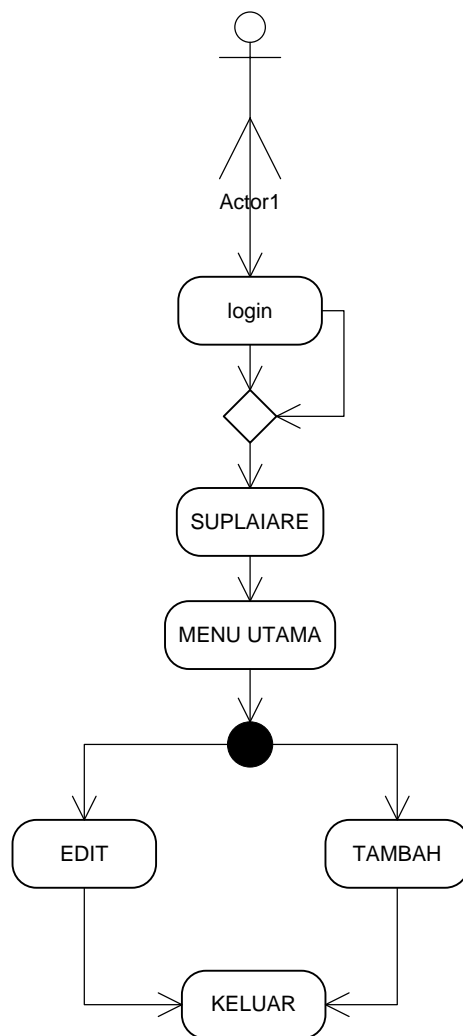 Actor1
login
SUPLAIARE
MENU UTAMA
EDIT
TAMBAH
KELUAR